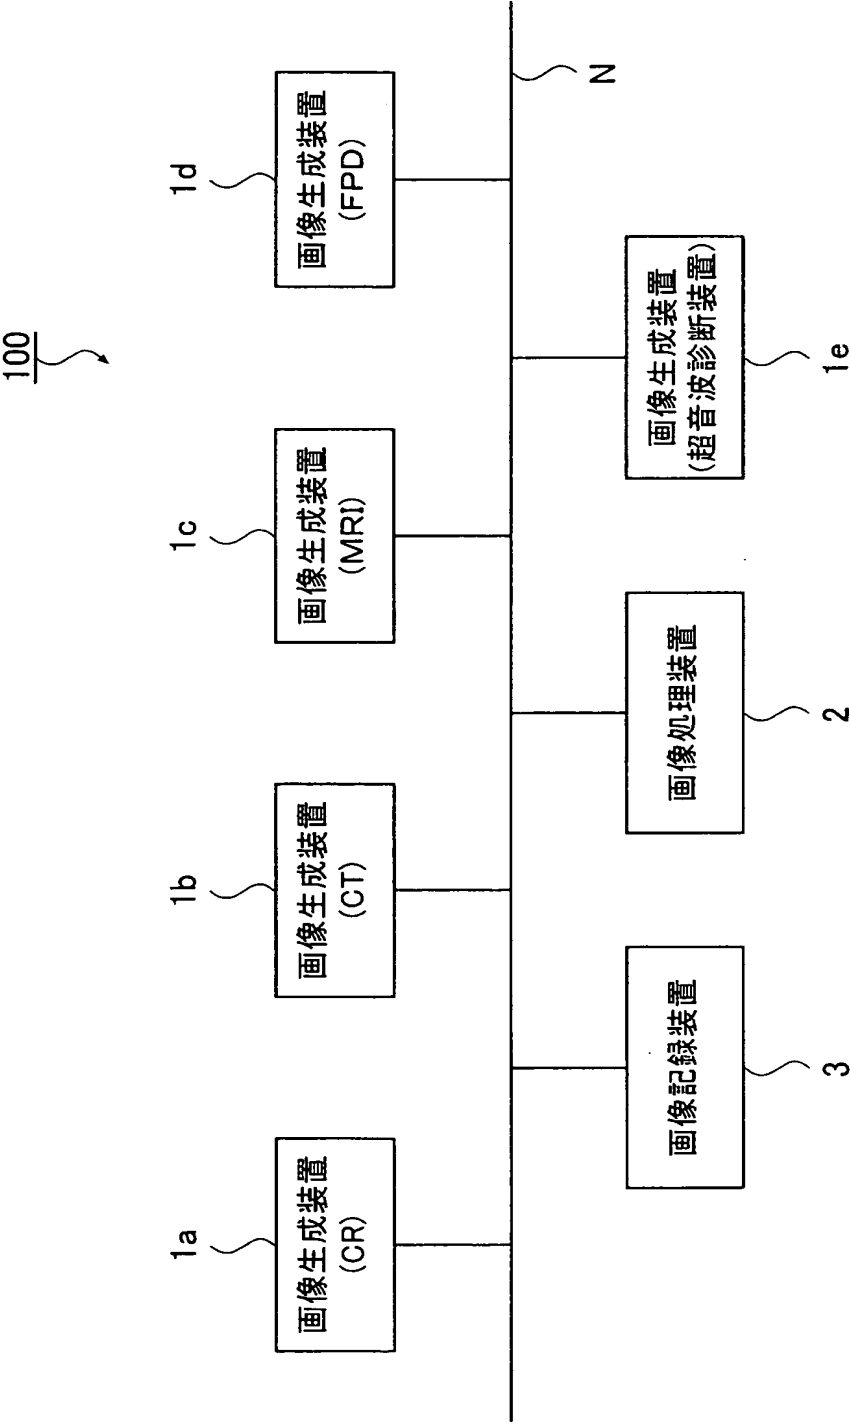 100
1a
画像生成装置
(CR)
1b
画像生成装置
(CT)
1c
画像生成装置
(MRI)
1d
画像生成装置
(FPD)
N
画像記録装置
3
画像処理装置
2
画像生成装置
(超音波診断装置)
1e